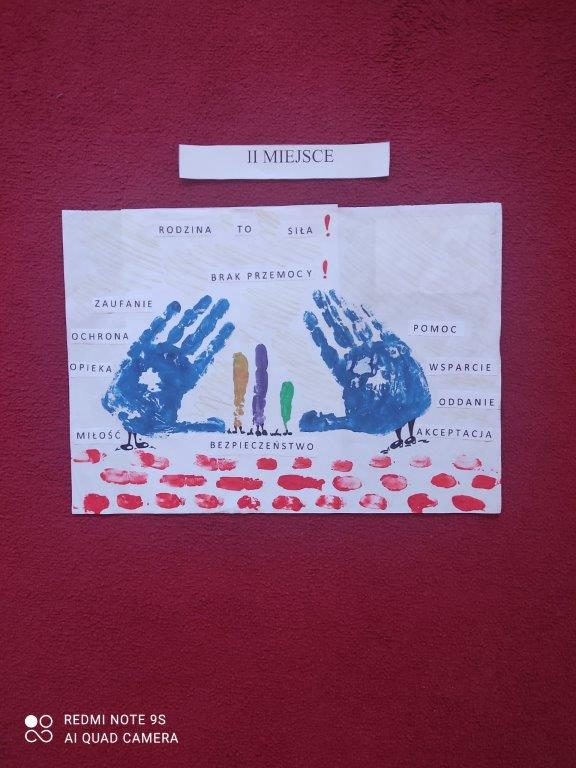 II MIEJSCE
RODZINA TO SIŁA!
BRAK PRZEMOCY!
ZAUFANIE
OCHRONA
OPIEKA
MIŁOŚĆ
BEZPIECZEŃSTWO
POMOC
WSPARCIE
ODDANIE
AKCEPTACJA
REDMI NOTE 9S
AI QUAD CAMERA